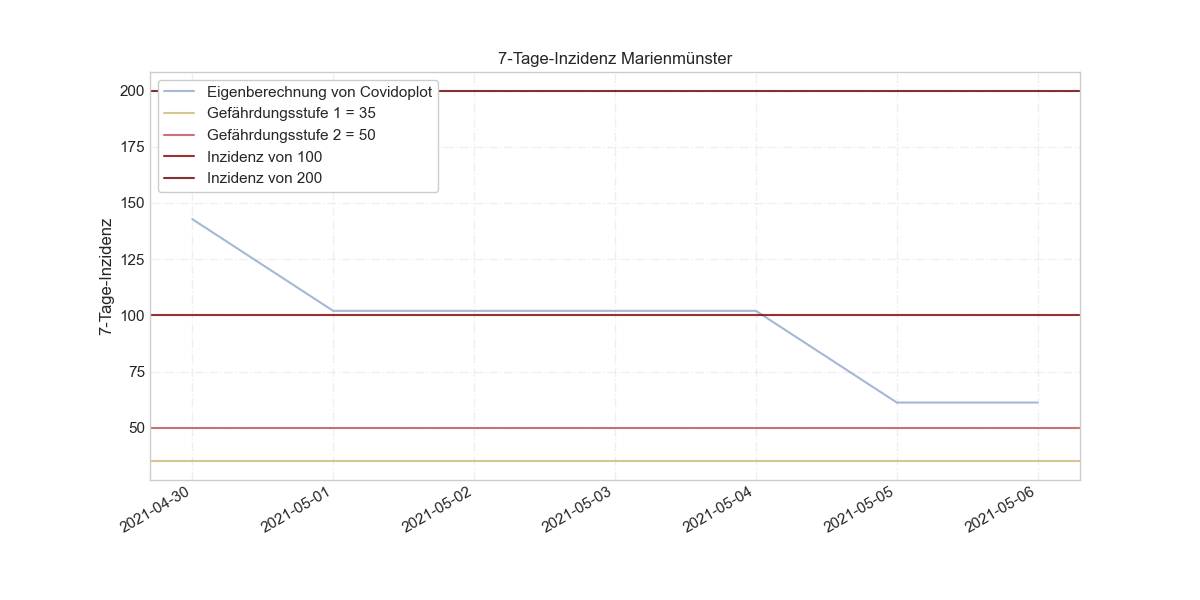 7-Tage-Inzidenz Marienmünster
Eigenberechnung von Covidoplot
Gefährdungsstufe 1 = 35
Gefährdungsstufe 2 = 50
Inzidenz von 100
Inzidenz von 200
7-Tage-Inzidenz
200
175
150
125
100
75
50
2021-04-30
2021-05-01
2021-05-02
2021-05-03
2021-05-04
2021-05-05
2021-05-06